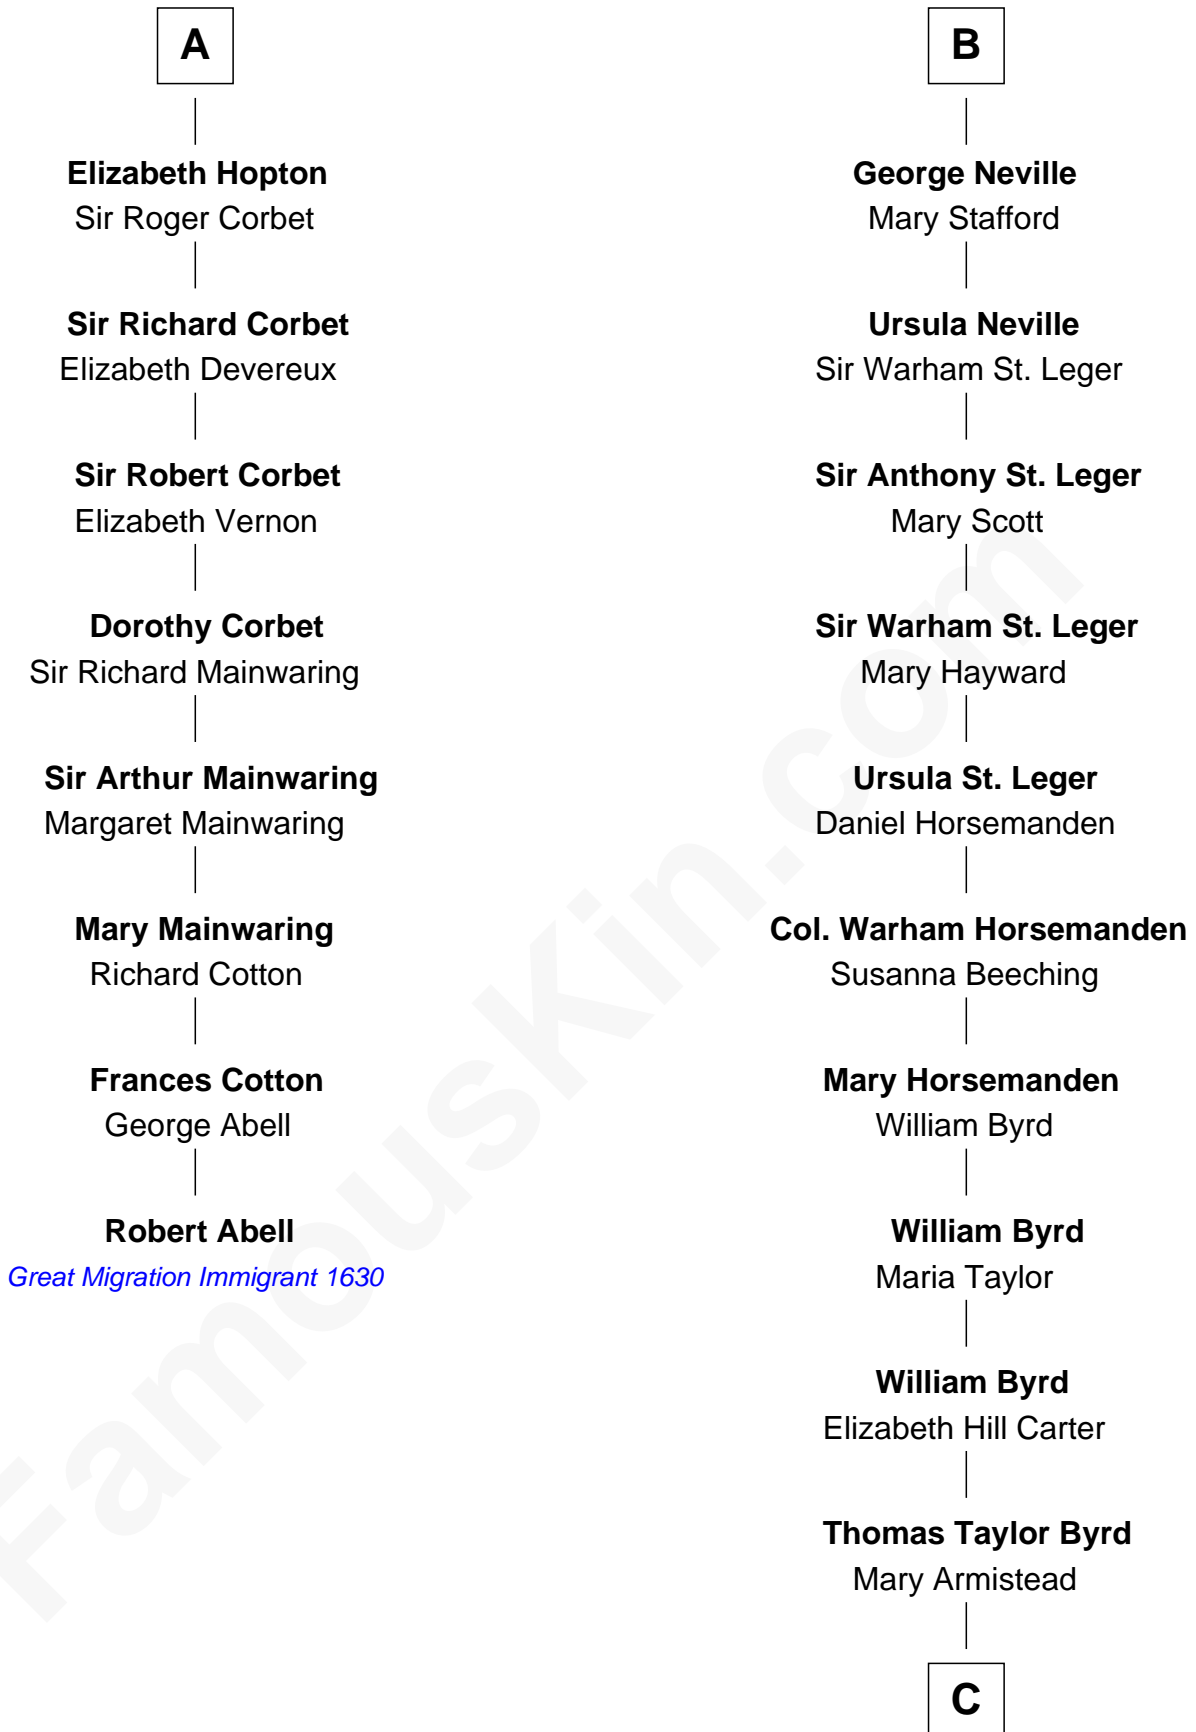 A
Elizabeth Hopton
Sir Roger Corbet
Sir Richard Corbet
Elizabeth Devereux
Sir Robert Corbet
Elizabeth Vernon
Dorothy Corbet
Sir Richard Mainwaring
Sir Arthur Mainwaring
Margaret Mainwaring
Mary Mainwaring
Richard Cotton
Frances Cotton
George Abell
Robert Abell
Great Migration Immigrant 1630
B
George Neville
Mary Stafford
Ursula Neville
Sir Warham St. Leger
Sir Anthony St. Leger
Mary Scott
Sir Warham St. Leger
Mary Hayward
Ursula St. Leger
Daniel Horsemanden
Col. Warham Horsemanden
Susanna Beeching
Mary Horsemanden
William Byrd
William Byrd
Maria Taylor
William Byrd
Elizabeth Hill Carter
Thomas Taylor Byrd
Mary Armistead
C
FamousKin.com